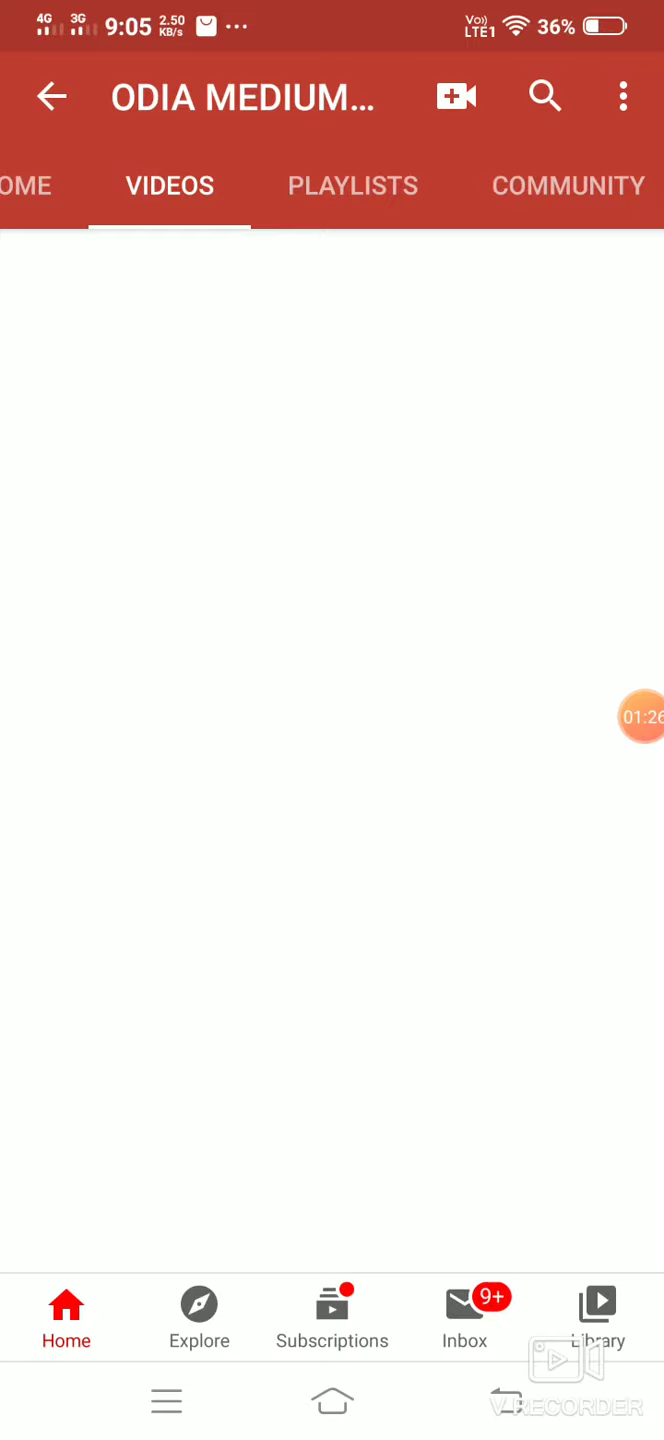 4G 3G 9:05 2.50 KB/s Vo)) LTE1 36%
ODIA MEDIUM...
OME VIDEOS PLAYLISTS COMMUNITY
01:26
9+
Home Explore Subscriptions Inbox Library
V RECORDER